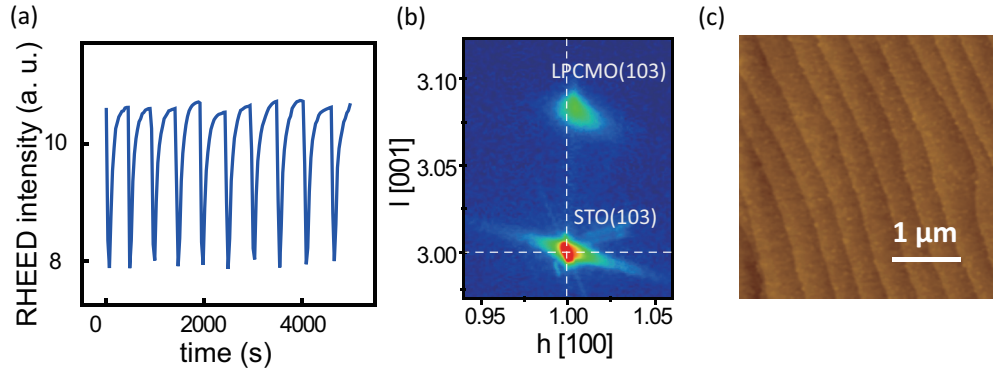 (a)
RHEED intensity (a. u.)
10
8
0
2000
4000
time (s)
(b)
l [001]
3.10
3.05
3.00
LPCMO(103)
STO(103)
0.95
1.00
1.05
h [100]
(c)
1 μm